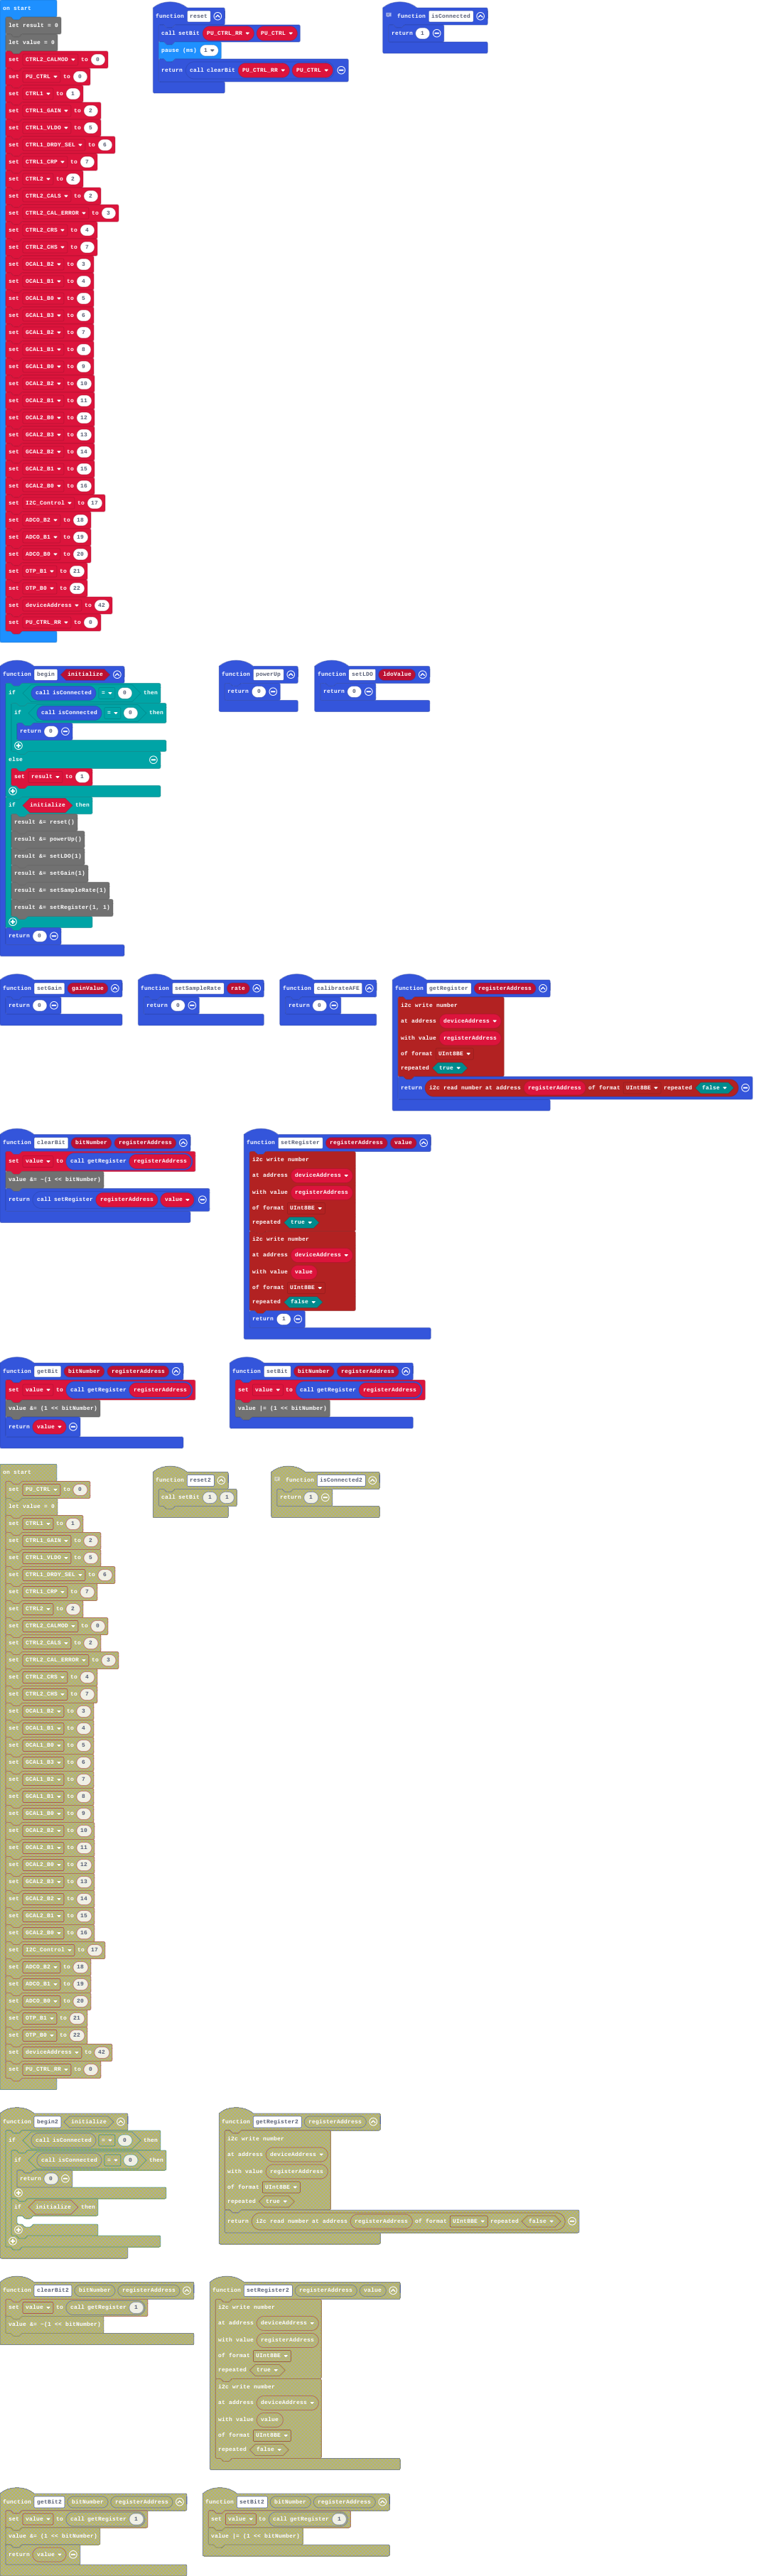 on start
let result = 0
let value = 0
set CTRL2_CALMOD to 0
set PU_CTRL to 0
set CTRL1 to 1
set CTRL1_GAIN to 2
set CTRL1_VLDO to 5
set CTRL1_DRDY_SEL to 6
set CTRL1_CRP to 7
set CTRL2 to 2
set CTRL2_CALS to 2
set CTRL2_CAL_ERROR to 3
set CTRL2_CRS to 4
set CTRL2_CHS to 7
set OCAL1_B2 to 3
set OCAL1_B1 to 4
set OCAL1_B0 to 5
set GCAL1_B3 to 6
set GCAL1_B2 to 7
set GCAL1_B1 to 8
set GCAL1_B0 to 9
set OCAL2_B2 to 10
set OCAL2_B1 to 11
set OCAL2_B0 to 12
set GCAL2_B3 to 13
set GCAL2_B2 to 14
set GCAL2_B1 to 15
set GCAL2_B0 to 16
set I2C_Control to 17
set ADCO_B2 to 18
set ADCO_B1 to 19
set ADCO_B0 to 20
set OTP_B1 to 21
set OTP_B0 to 22
set deviceAddress to 42
set PU_CTRL_RR to 0
function reset
call setBit PU_CTRL_RR PU_CTRL
pause (ms) 1
return call clearBit PU_CTRL_RR PU_CTRL
function isConnected
return 1
function begin initialize
if call isConnected = 0 then
if call isConnected = 0 then
return 0
else
set result to 1
if initialize then
result &= reset()
result &= powerUp()
result &= setLDO(1)
result &= setGain(1)
result &= setSampleRate(1)
result &= setRegister(1, 1)
return 0
function powerUp
return 0
function setLDO ldoValue
return 0
function setGain gainValue
return 0
function setSampleRate rate
return 0
function calibrateAFE
return 0
function getRegister registerAddress
i2c write number
at address deviceAddress
with value registerAddress
of format UInt8BE
repeated true
return i2c read number at address registerAddress of format UInt8BE repeated false
function clearBit bitNumber registerAddress
set value to call getRegister registerAddress
value &= ~(1 << bitNumber)
return call setRegister registerAddress value
function setRegister registerAddress value
i2c write number
at address deviceAddress
with value registerAddress
of format UInt8BE
repeated true
i2c write number
at address deviceAddress
with value value
of format UInt8BE
repeated false
return 1
function getBit bitNumber registerAddress
set value to call getRegister registerAddress
value &= (1 << bitNumber)
return value
function setBit bitNumber registerAddress
set value to call getRegister registerAddress
value |= (1 << bitNumber)
on start
set PU_CTRL to 0
let value = 0
set CTRL1 to 1
set CTRL1_GAIN to 2
set CTRL1_VLDO to 5
set CTRL1_DRDY_SEL to 6
set CTRL1_CRP to 7
set CTRL2 to 2
set CTRL2_CALMOD to 0
set CTRL2_CALS to 2
set CTRL2_CAL_ERROR to 3
set CTRL2_CRS to 4
set CTRL2_CHS to 7
set OCAL1_B2 to 3
set OCAL1_B1 to 4
set OCAL1_B0 to 5
set GCAL1_B3 to 6
set GCAL1_B2 to 7
set GCAL1_B1 to 8
set GCAL1_B0 to 9
set OCAL2_B2 to 10
set OCAL2_B1 to 11
set OCAL2_B0 to 12
set GCAL2_B3 to 13
set GCAL2_B2 to 14
set GCAL2_B1 to 15
set GCAL2_B0 to 16
set I2C_Control to 17
set ADCO_B2 to 18
set ADCO_B1 to 19
set ADCO_B0 to 20
set OTP_B1 to 21
set OTP_B0 to 22
set deviceAddress to 42
set PU_CTRL_RR to 0
function reset2
call setBit 1 1
function isConnected2
return 1
function begin2 initialize
if call isConnected = 0 then
if call isConnected = 0 then
return 0
if initialize then
function getRegister2 registerAddress
i2c write number
at address deviceAddress
with value registerAddress
of format UInt8BE
repeated true
return i2c read number at address registerAddress of format UInt8BE repeated false
function clearBit2 bitNumber registerAddress
set value to call getRegister 1
value &= ~(1 << bitNumber)
function setRegister2 registerAddress value
i2c write number
at address deviceAddress
with value registerAddress
of format UInt8BE
repeated true
i2c write number
at address deviceAddress
with value value
of format UInt8BE
repeated false
function getBit2 bitNumber registerAddress
set value to call getRegister 1
value &= (1 << bitNumber)
return value
function setBit2 bitNumber registerAddress
set value to call getRegister 1
value |= (1 << bitNumber)